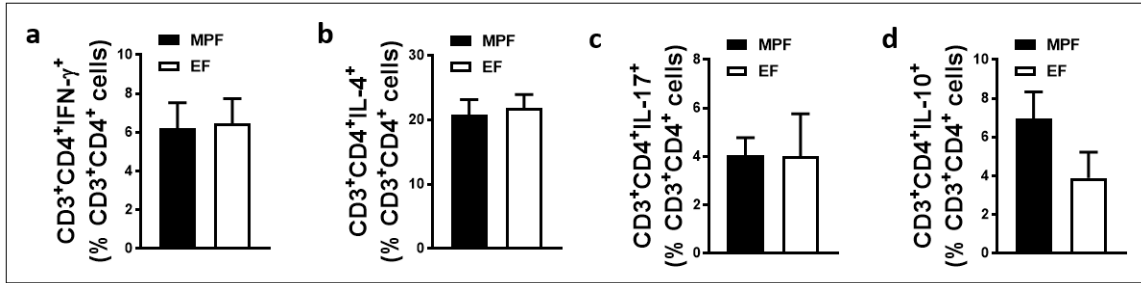 a
CD3⁺CD4⁺IFN-γ⁺
(% CD3⁺CD4⁺ cells)
MPF
EF
10
8
6
4
2
0
b
CD3⁺CD4⁺IL-4⁺
(% CD3⁺CD4⁺ cells)
MPF
EF
30
20
10
0
c
CD3⁺CD4⁺IL-17⁺
(% CD3⁺CD4⁺ cells)
MPF
EF
8
6
4
2
0
d
CD3⁺CD4⁺IL-10⁺
(% CD3⁺CD4⁺ cells)
MPF
EF
10
8
6
4
2
0